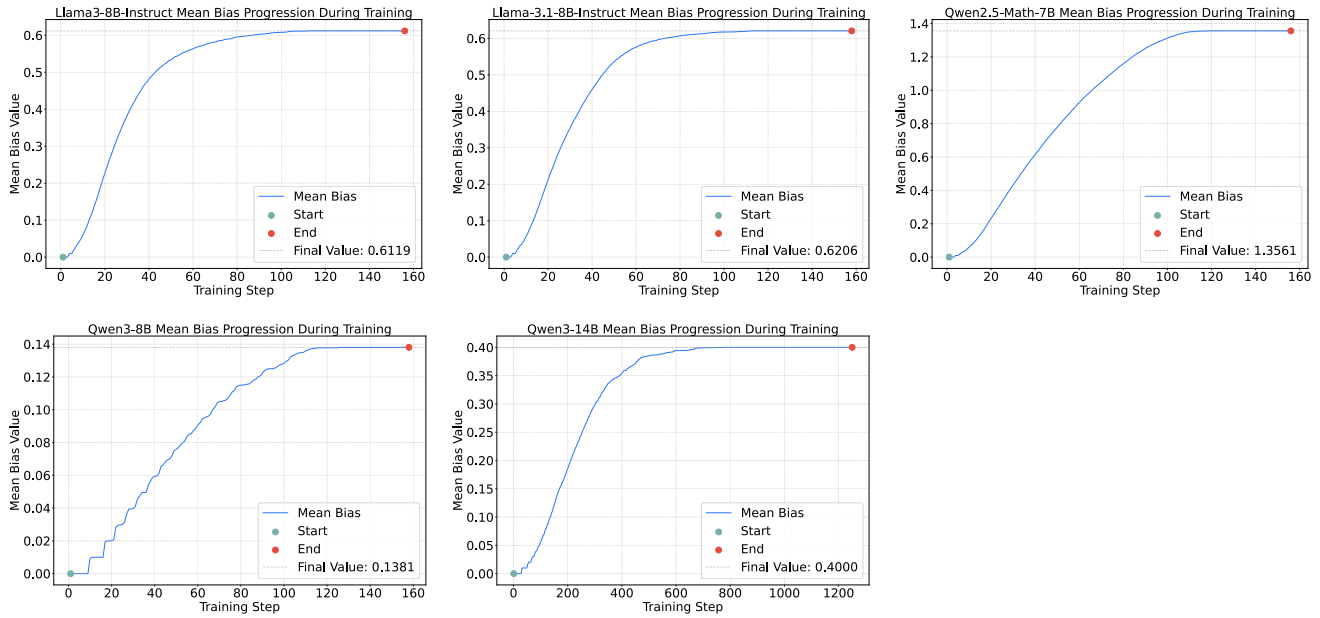 Llama3-8B-Instruct Mean Bias Progression During Training
Mean Bias Value
0.6
0.5
0.4
0.3
0.2
0.1
0.0
Mean Bias
Start
End
Final Value: 0.6119
0 20 40 60 80 100 120 140 160
Training Step
Llama-3.1-8B-Instruct Mean Bias Progression During Training
Mean Bias Value
0.6
0.5
0.4
0.3
0.2
0.1
0.0
Mean Bias
Start
End
Final Value: 0.6206
0 20 40 60 80 100 120 140 160
Training Step
Qwen2.5-Math-7B Mean Bias Progression During Training
Mean Bias Value
1.4
1.2
1.0
0.8
0.6
0.4
0.2
0.0
Mean Bias
Start
End
Final Value: 1.3561
0 20 40 60 80 100 120 140 160
Training Step
Qwen3-8B Mean Bias Progression During Training
Mean Bias Value
0.14
0.12
0.10
0.08
0.06
0.04
0.02
0.00
Mean Bias
Start
End
Final Value: 0.1381
0 20 40 60 80 100 120 140 160
Training Step
Qwen3-14B Mean Bias Progression During Training
Mean Bias Value
0.40
0.35
0.30
0.25
0.20
0.15
0.10
0.05
0.00
Mean Bias
Start
End
Final Value: 0.4000
0 200 400 600 800 1000 1200
Training Step